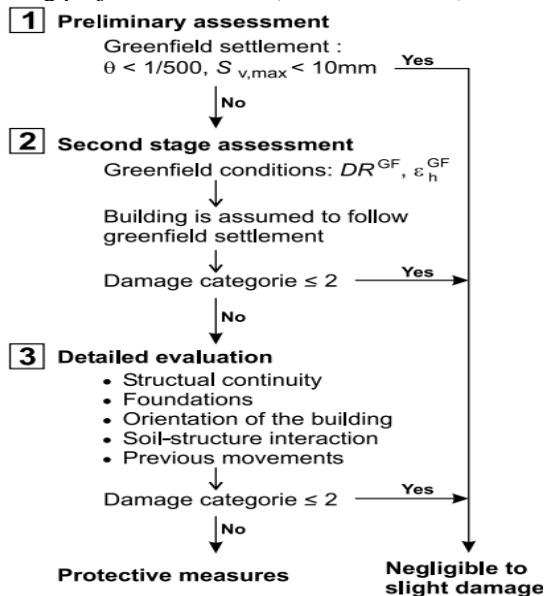 1 Preliminary assessment
Greenfield settlement :
θ < 1/500, S v,max < 10mm
Yes
No
2 Second stage assessment
Greenfield conditions: DR^GF, ε_h^GF
Building is assumed to follow
greenfield settlement
Damage categorie ≤ 2
Yes
No
3 Detailed evaluation
• Structual continuity
• Foundations
• Orientation of the building
• Soil-structure interaction
• Previous movements
Damage categorie ≤ 2
Yes
No
Protective measures
Negligible to
slight damage